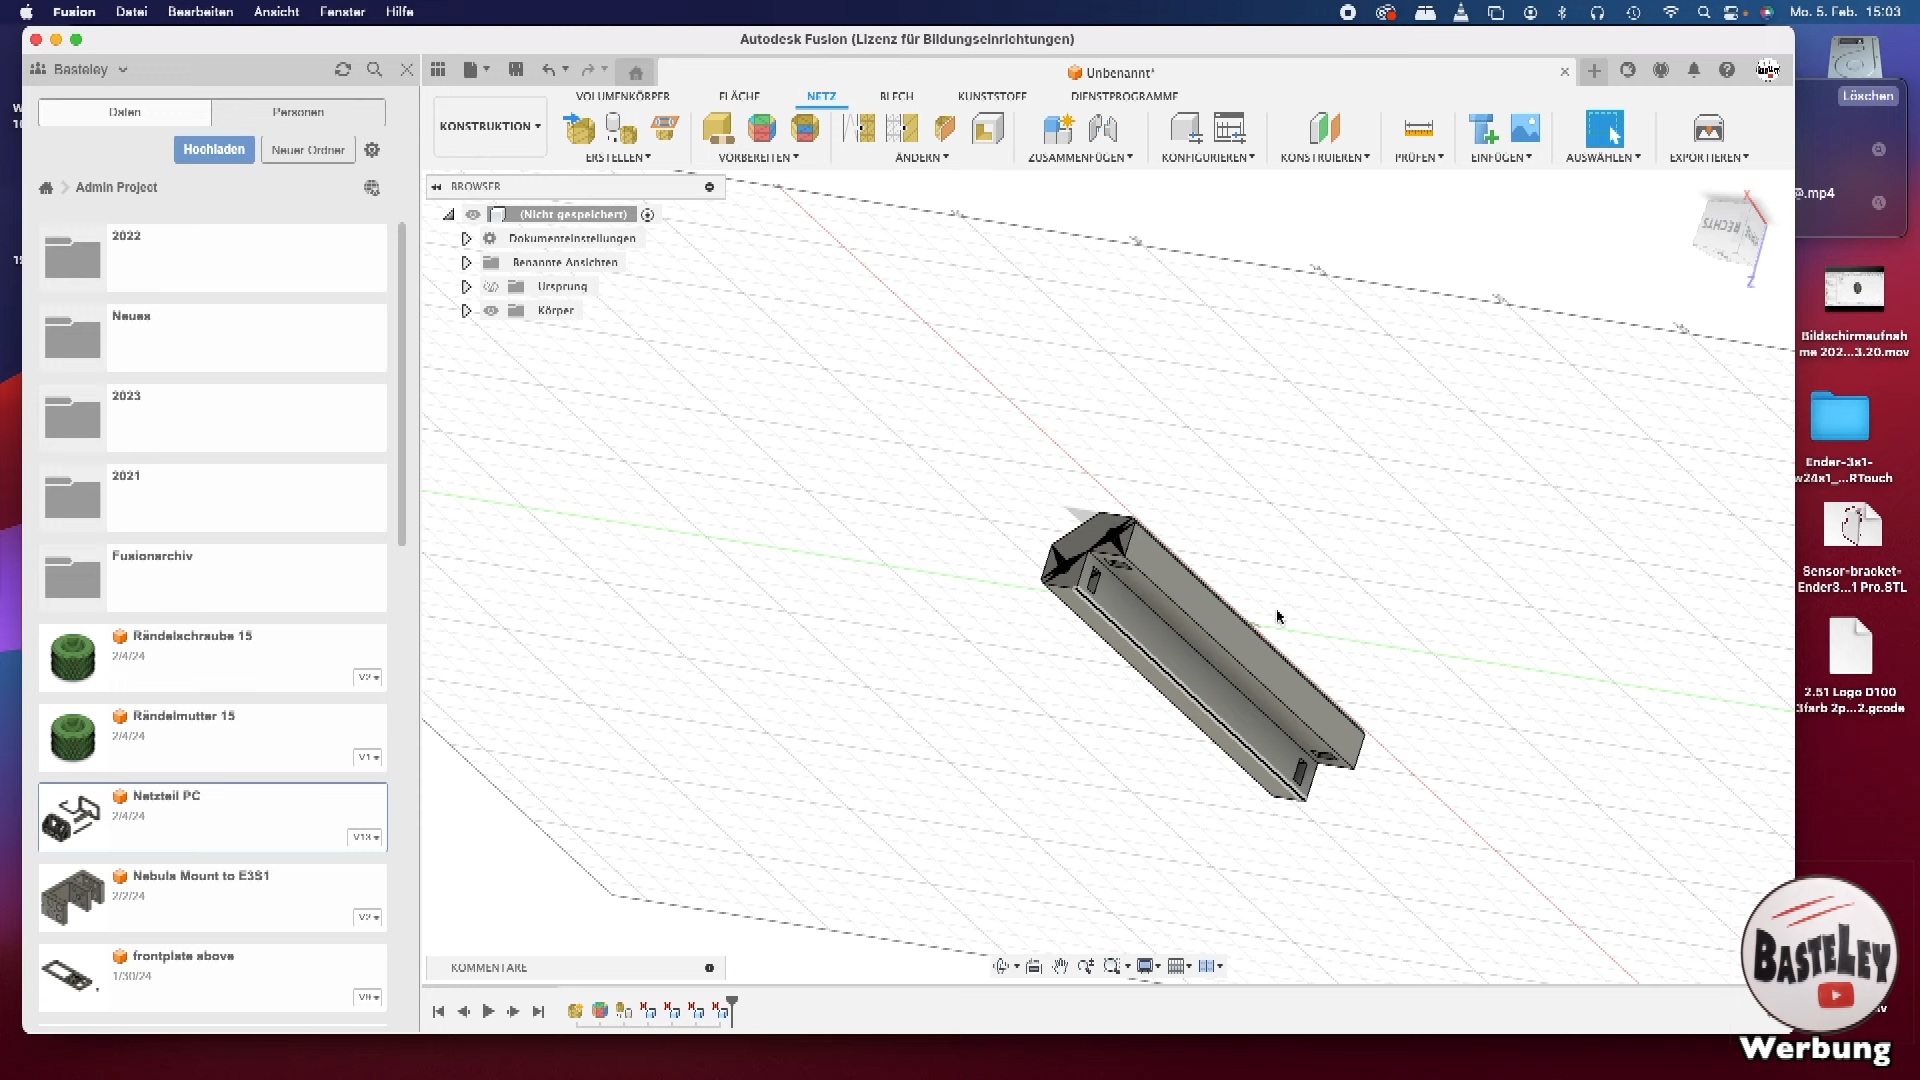 Fusion Datei Bearbeiten Ansicht Fenster Hilfe
Mo. 5. Feb. 15:03
Autodesk Fusion (Lizenz für Bildungseinrichtungen)
Basteley
Unbenannt*
Löschen
Daten Personen
VOLUMENKÖRPER FLÄCHE NETZ BLECH KUNSTSTOFF DIENSTPROGRAMME
KONSTRUKTION
Hochladen Neuer Ordner
ERSTELLEN VORBEREITEN ÄNDERN ZUSAMMENFÜGEN KONFIGURIEREN KONSTRUIEREN PRÜFEN EINFÜGEN AUSWÄHLEN EXPORTIEREN
Admin Project
BROWSER
.mp4
(Nicht gespeichert)
Dokumenteinstellungen
Benannte Ansichten
Ursprung
Körper
RECHTS
X
Z
2022
Neues
2023
2021
Fusionarchiv
Rändelschraube 15
2/4/24
V2
Rändelmutter 15
2/4/24
V1
Netzteil PC
2/4/24
V13
Nebula Mount to E3S1
2/2/24
V2
frontplate above
1/30/24
V9
Bildschirmaufnah
me 202...3.20.mov
Ender-3s1-
w24s1_...RTouch
Sensor-bracket-
Ender3...1 Pro.STL
2.51 Logo D100
3farb 2p...2.gcode
KOMMENTARE
BASTELEY
Werbung